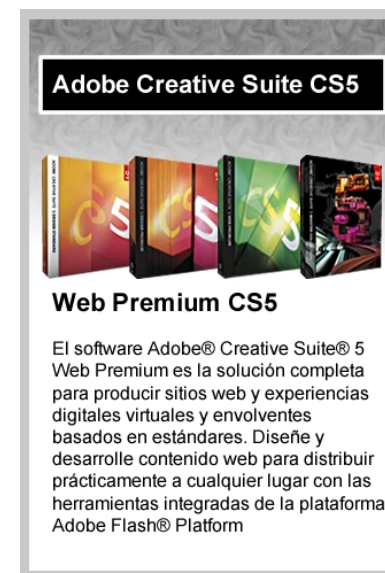 Adobe Creative Suite CS5
Web Premium CS5
El software Adobe® Creative Suite® 5
Web Premium es la solución completa
para producir sitios web y experiencias
digitales virtuales y envolventes
basados en estándares. Diseñe y
desarrolle contenido web para distribuir
prácticamente a cualquier lugar con las
herramientas integradas de la plataforma
Adobe Flash® Platform